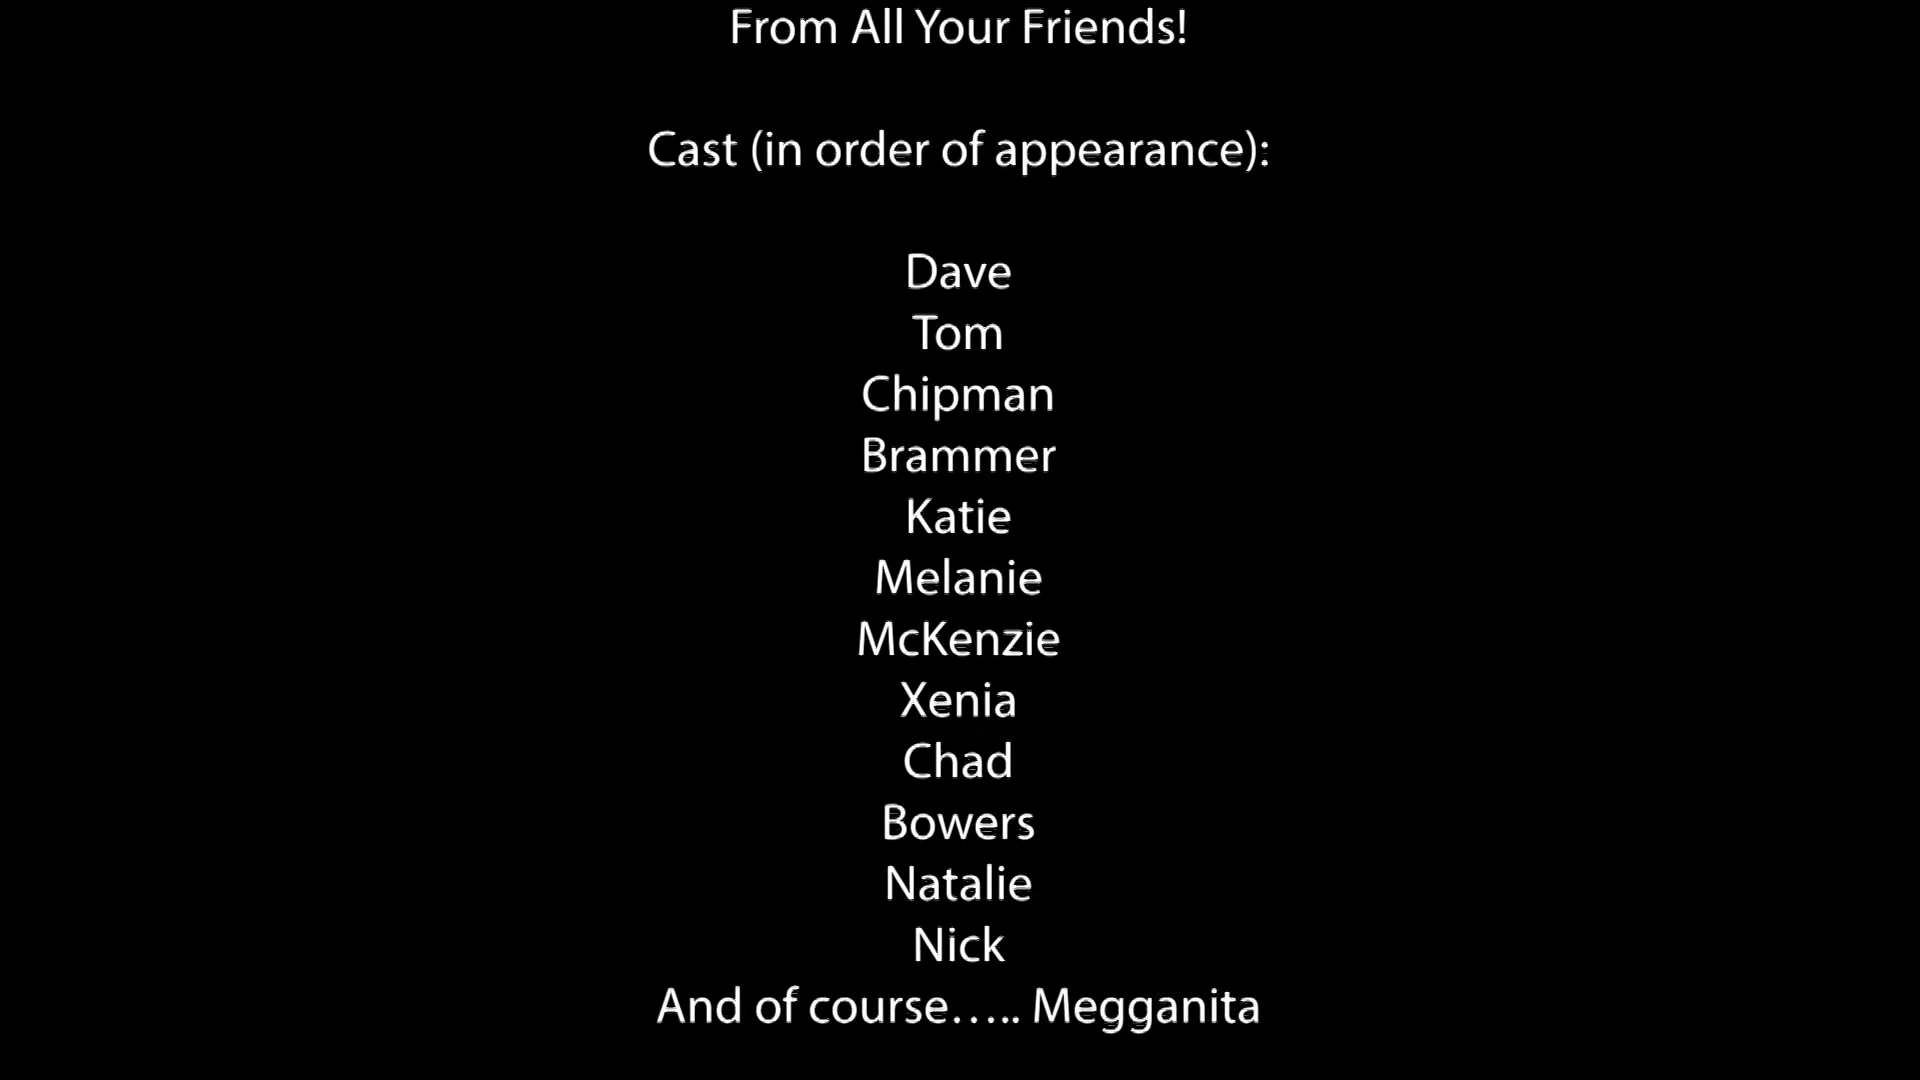 From All Your Friends!
Cast (in order of appearance):
Dave
Tom
Chipman
Brammer
Katie
Melanie
McKenzie
Xenia
Chad
Bowers
Natalie
Nick
And of course….. Megganita